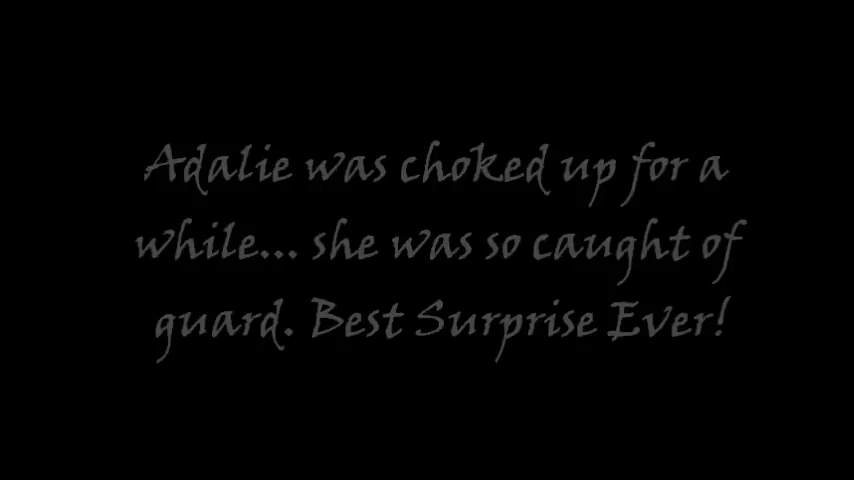 Adalie was choked up for a
while... she was so caught of
guard. Best Surprise Ever!